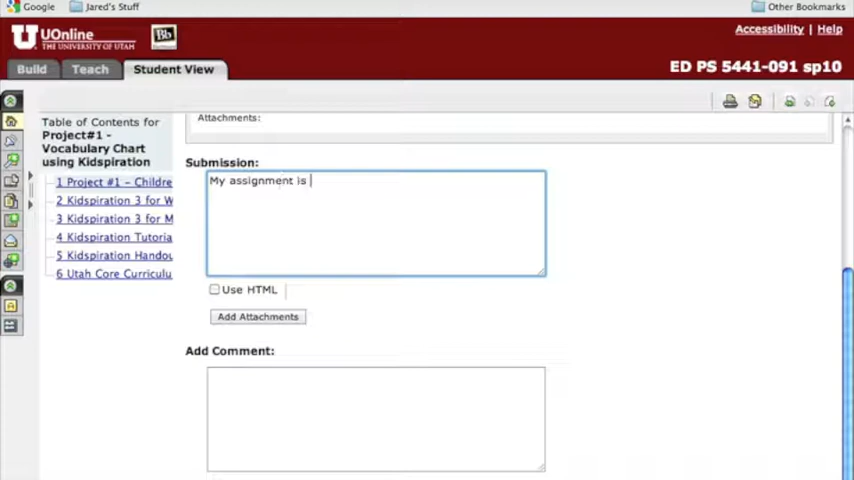 Google Jared's Stuff Other Bookmarks
Accessibility | Help
UOnline
THE UNIVERSITY OF UTAH
Bb
ED PS 5441-091 sp10
Build Teach Student View
Table of Contents for
Project#1 -
Vocabulary Chart
using Kidspiration
1 Project #1 - Childre
2 Kidspiration 3 for W
3 Kidspiration 3 for M
4 Kidspiration Tutoria
5 Kidspiration Handou
6 Utah Core Curriculu
Attachments:
Submission:
My assignment is
Use HTML
Add Attachments
Add Comment: